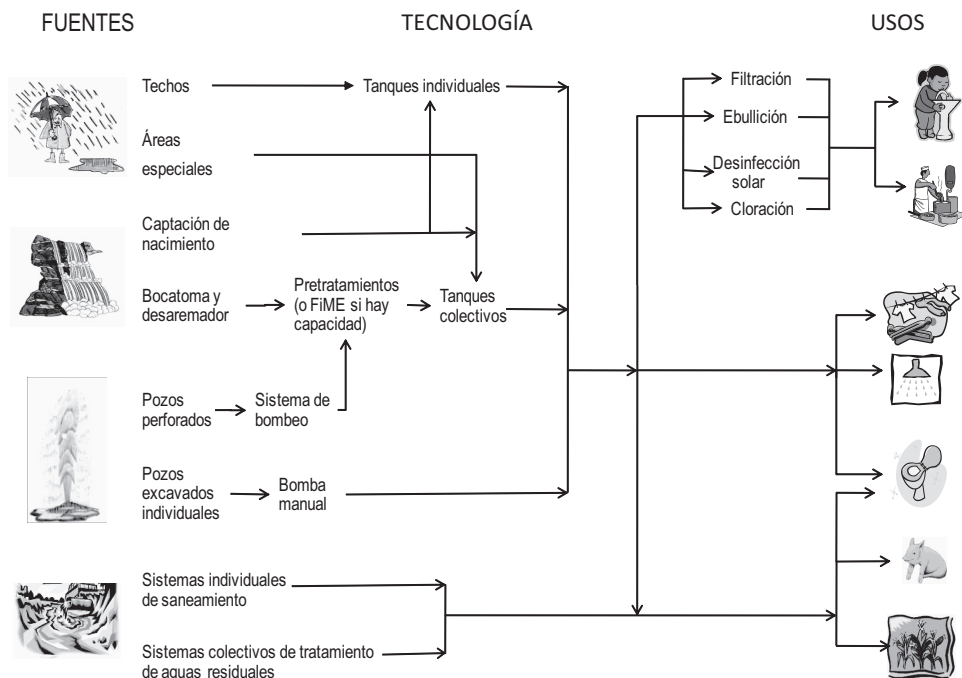 FUENTES
TECNOLOGÍA
USOS
Techos
Tanques individuales
Filtración
Áreas
especiales
Ebullición
Desinfección
solar
Cloración
Captación de
nacimiento
Bocatoma y
desaremador
Pretratamientos
(o FiME si hay
capacidad)
Tanques
colectivos
Pozos
perforados
Sistema de
bombeo
Pozos
excavados
individuales
Bomba
manual
Sistemas individuales
de saneamiento
Sistemas colectivos de tratamiento
de aguas residuales